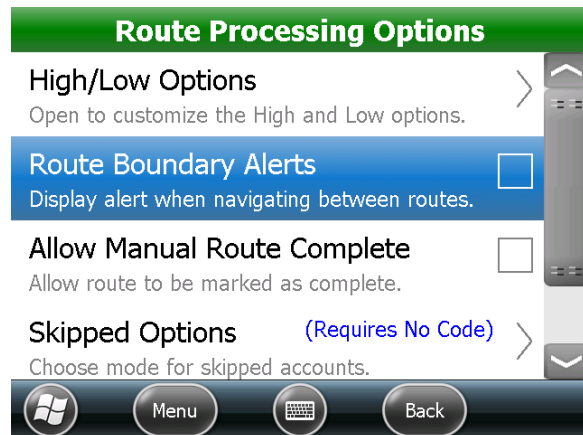 Route Processing Options
High/Low Options
Open to customize the High and Low options.
Route Boundary Alerts
Display alert when navigating between routes.
Allow Manual Route Complete
Allow route to be marked as complete.
Skipped Options (Requires No Code)
Choose mode for skipped accounts.
Menu Back